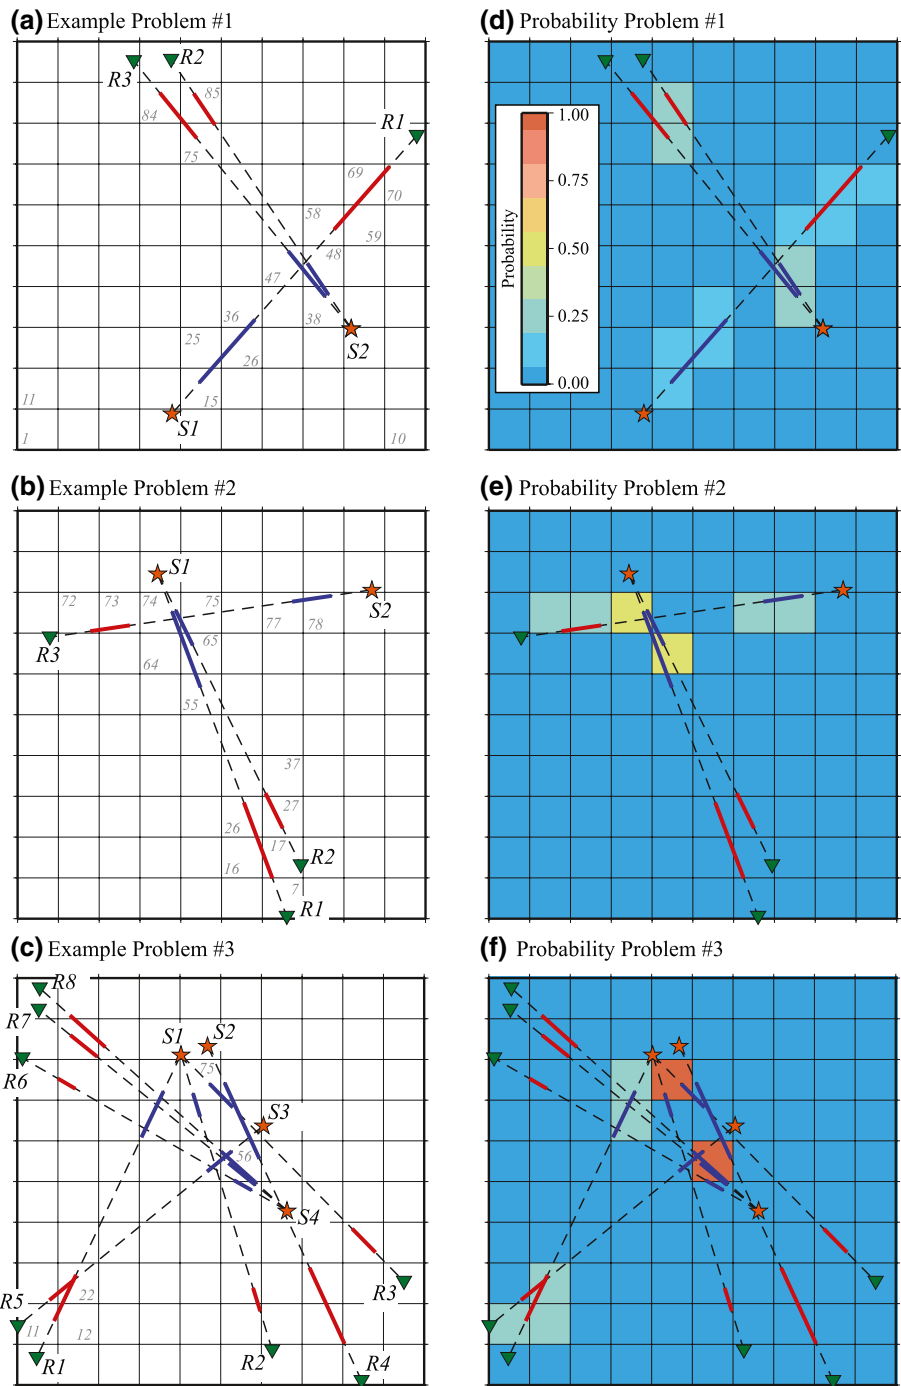 (a) Example Problem #1
R2
R3
85
84
R1
75
69
70
58
59
48
47
36
38
25
S2
26
11
15
S1
1
10
(d) Probability Problem #1
1.00
0.75
Probability
0.50
0.25
0.00
(b) Example Problem #2
S1
72 73 74 75
S2
77 78
R3
65
64
55
37
27
26
17
R2
16
7
R1
(e) Probability Problem #2
(c) Example Problem #3
R8
R7
S1 S2
75
R6
S3
56
S4
R3
R5
22
11 12
R1
R2
R4
(f) Probability Problem #3